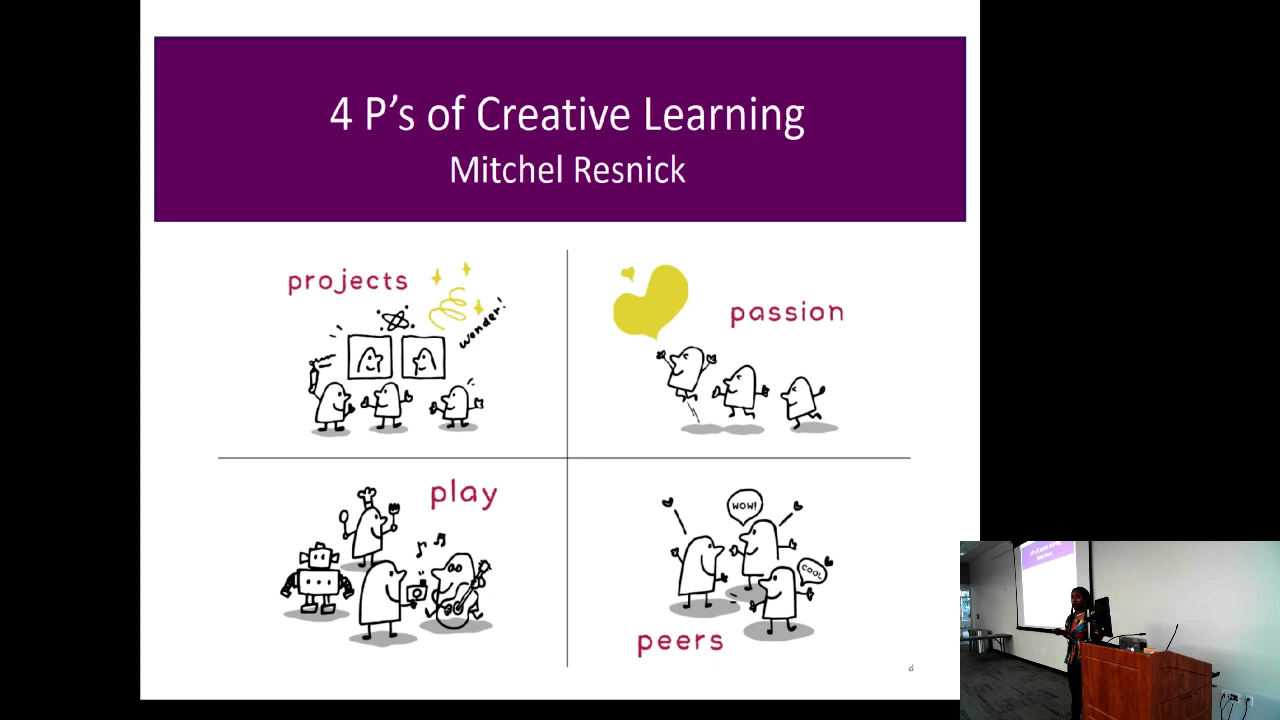 4 P's of Creative Learning
Mitchel Resnick
projects
wonder!
passion
play
WOW!
COOL
peers